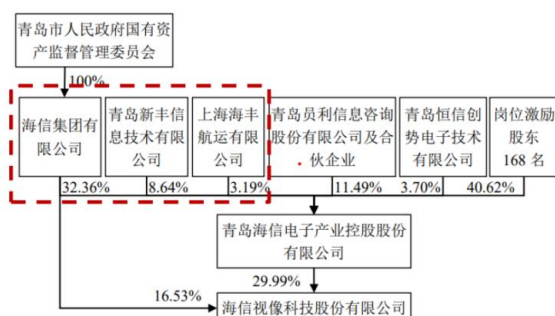 青岛市人民政府国有资
产监督管理委员会
100%
海信集团有
限公司
青岛新丰信
息技术有限
公司
上海海丰
航运有限
公司
青岛员利信息咨询
股份有限公司及合
伙企业
青岛恒信创
势电子技术
有限公司
岗位激励
股东
168 名
32.36%
8.64%
3.19%
11.49%
3.70%
40.62%
青岛海信电子产业控股股份
有限公司
29.99%
16.53%
海信视像科技股份有限公司